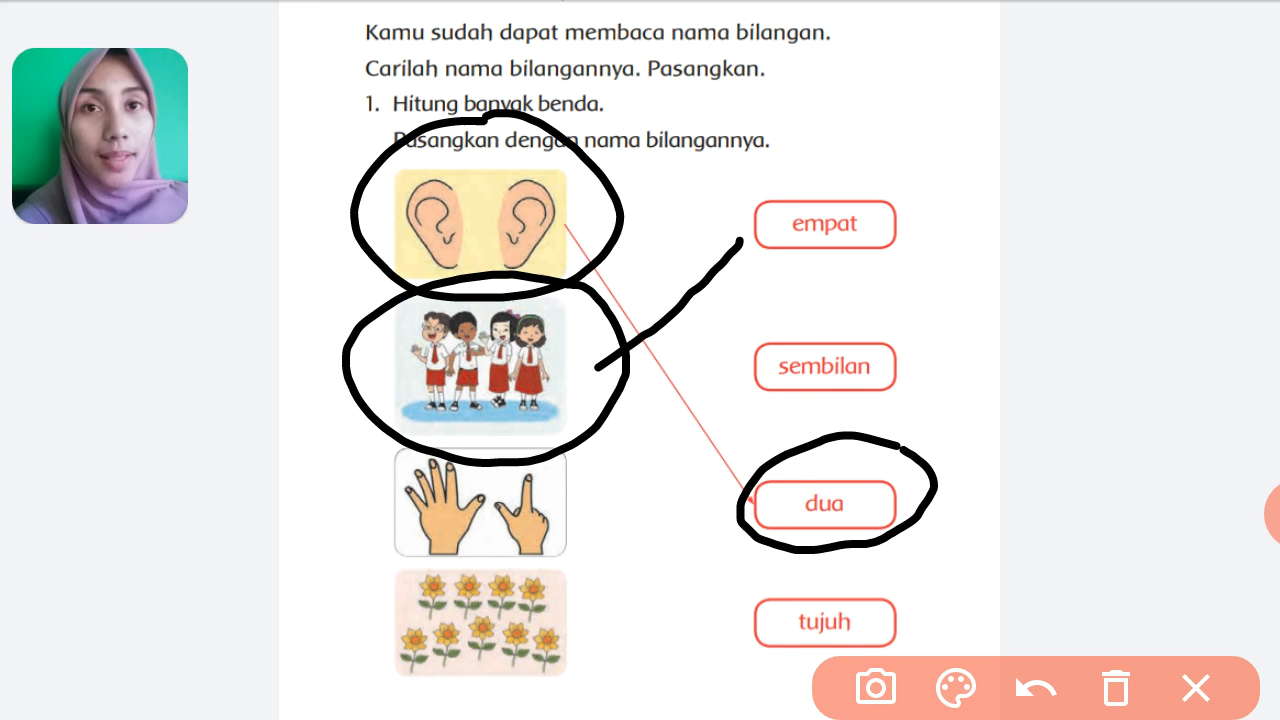 Kamu sudah dapat membaca nama bilangan.
Carilah nama bilangannya. Pasangkan.
1. Hitung banyak benda.
Pasangkan dengan nama bilangannya.
empat
sembilan
dua
tujuh